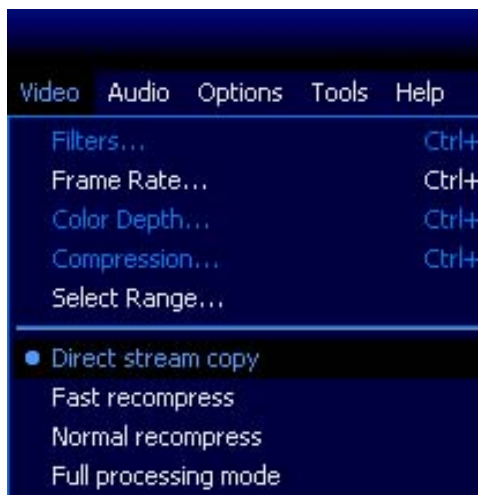 Video Audio Options Tools Help
Filters... Ctrl+
Frame Rate... Ctrl+
Color Depth... Ctrl+
Compression... Ctrl+
Select Range...
Direct stream copy
Fast recompress
Normal recompress
Full processing mode